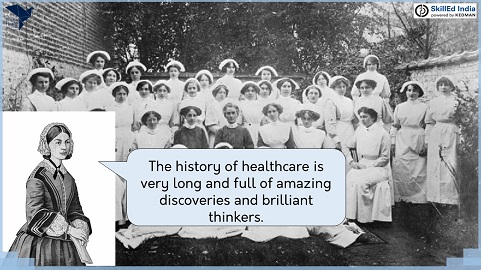 SkillEd India
powered by KEDMAN
The history of healthcare is
very long and full of amazing
discoveries and brilliant
thinkers.